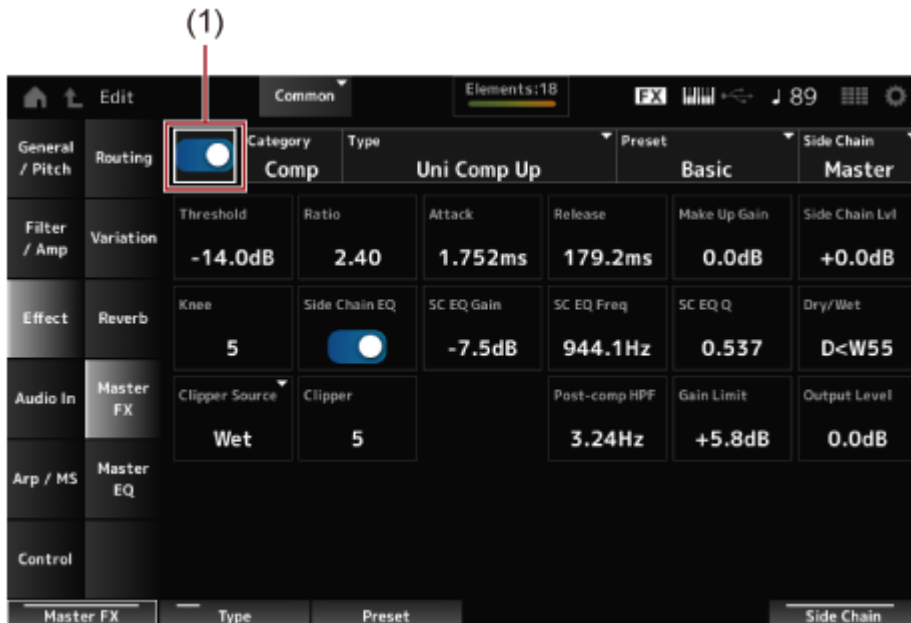 (1)
Edit
Common
Elements:18
FX
♩ 89
General / Pitch
Filter / Amp
Effect
Audio In
Arp / MS
Control
Routing
Variation
Reverb
Master FX
Master EQ
Category
Comp
Type
Uni Comp Up
Preset
Basic
Side Chain
Master
Threshold
-14.0dB
Ratio
2.40
Attack
1.752ms
Release
179.2ms
Make Up Gain
0.0dB
Side Chain Lvl
+0.0dB
Knee
5
Side Chain EQ
SC EQ Gain
-7.5dB
SC EQ Freq
944.1Hz
SC EQ Q
0.537
Dry/Wet
D<W55
Clipper Source
Wet
Clipper
5
Post-comp HPF
3.24Hz
Gain Limit
+5.8dB
Output Level
0.0dB
Master FX
Type
Preset
Side Chain